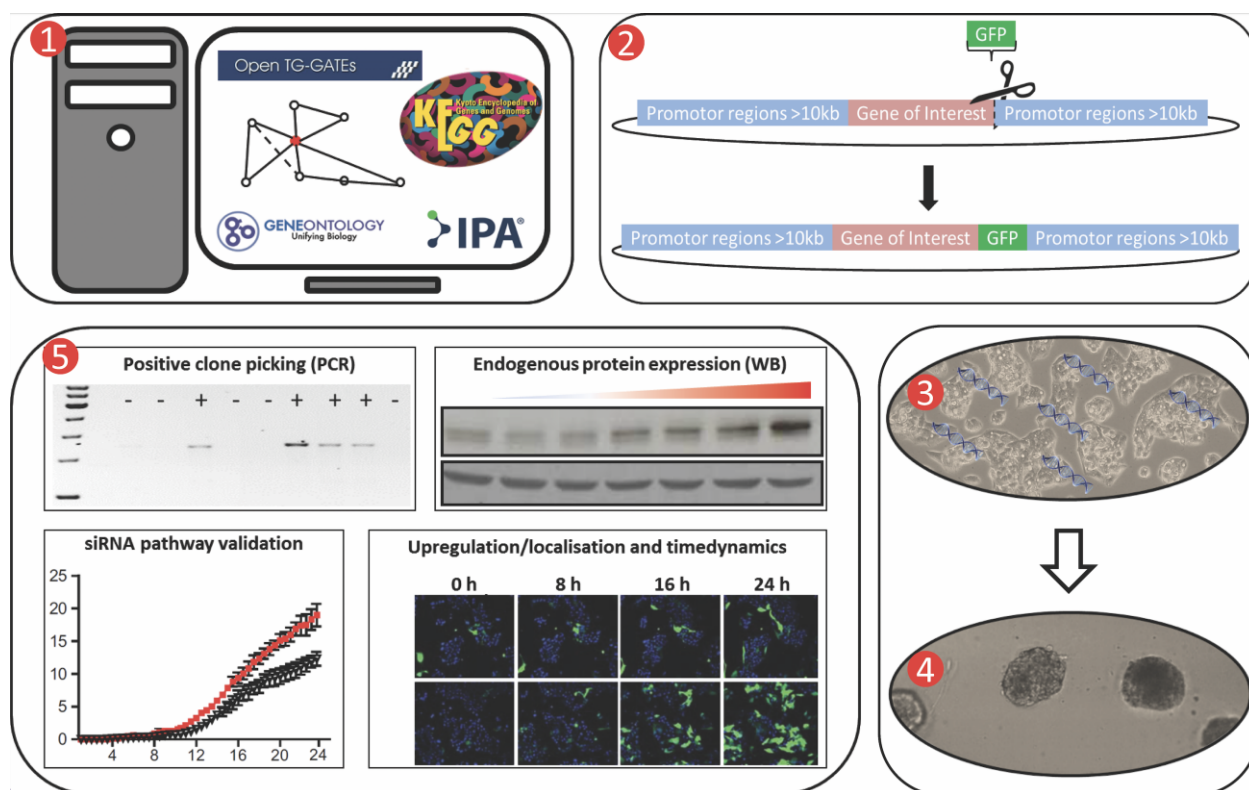 1
Open TG-GATEs
KEGG
Kyoto Encyclopedia of
Genes and Genomes
GENEONTOLOGY
Unifying Biology
IPA®
2
GFP
Promotor regions >10kb Gene of Interest Promotor regions >10kb
Promotor regions >10kb Gene of Interest GFP Promotor regions >10kb
5
Positive clone picking (PCR)
- - + - - + + + -
Endogenous protein expression (WB)
siRNA pathway validation
25
20
15
10
5
0
4 8 12 16 20 24
Upregulation/localisation and timedynamics
0 h 8 h 16 h 24 h
3
4